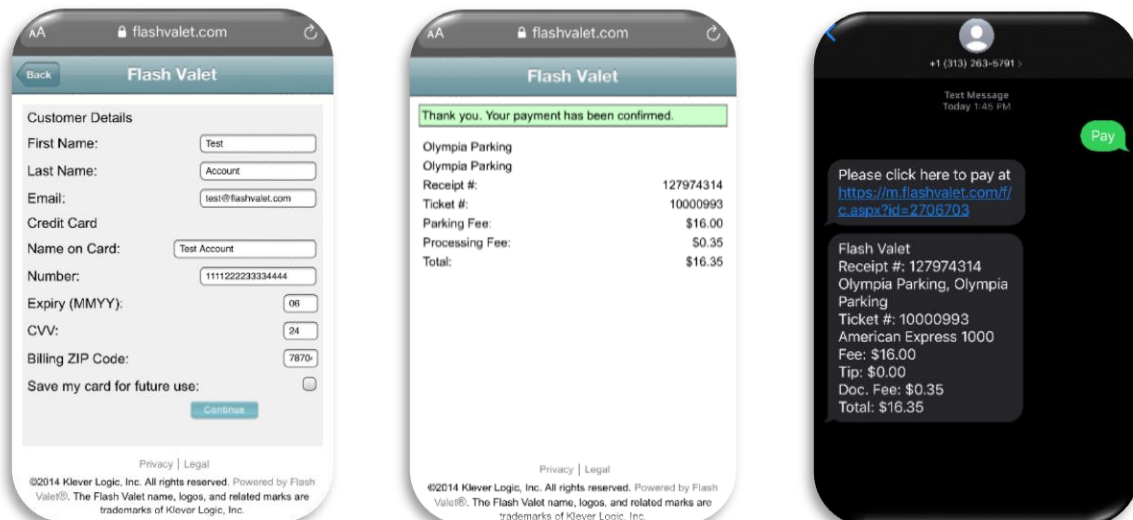 AA flashvalet.com
Back Flash Valet
Customer Details
First Name: Test
Last Name: Account
Email: test@flashvalet.com
Credit Card
Name on Card: Test Account
Number: 1111222233334444
Expiry (MMYY): 06
CVV: 24
Billing ZIP Code: 7870
Save my card for future use:
Continue
Privacy | Legal
©2014 Klever Logic, Inc. All rights reserved. Powered by Flash
Valet®. The Flash Valet name, logos, and related marks are
trademarks of Klever Logic, Inc.
AA flashvalet.com
Flash Valet
Thank you. Your payment has been confirmed.
Olympia Parking
Olympia Parking
Receipt #: 127974314
Ticket #: 10000993
Parking Fee: $16.00
Processing Fee: $0.35
Total: $16.35
Privacy | Legal
©2014 Klever Logic, Inc. All rights reserved. Powered by Flash
Valet®. The Flash Valet name, logos, and related marks are
trademarks of Klever Logic, Inc.
+1 (313) 263-5791
Text Message
Today 1:45 PM
Pay
Please click here to pay at
https://m.flashvalet.com/f/
c.aspx?id=2706703
Flash Valet
Receipt #: 127974314
Olympia Parking, Olympia
Parking
Ticket #: 10000993
American Express 1000
Fee: $16.00
Tip: $0.00
Doc. Fee: $0.35
Total: $16.35